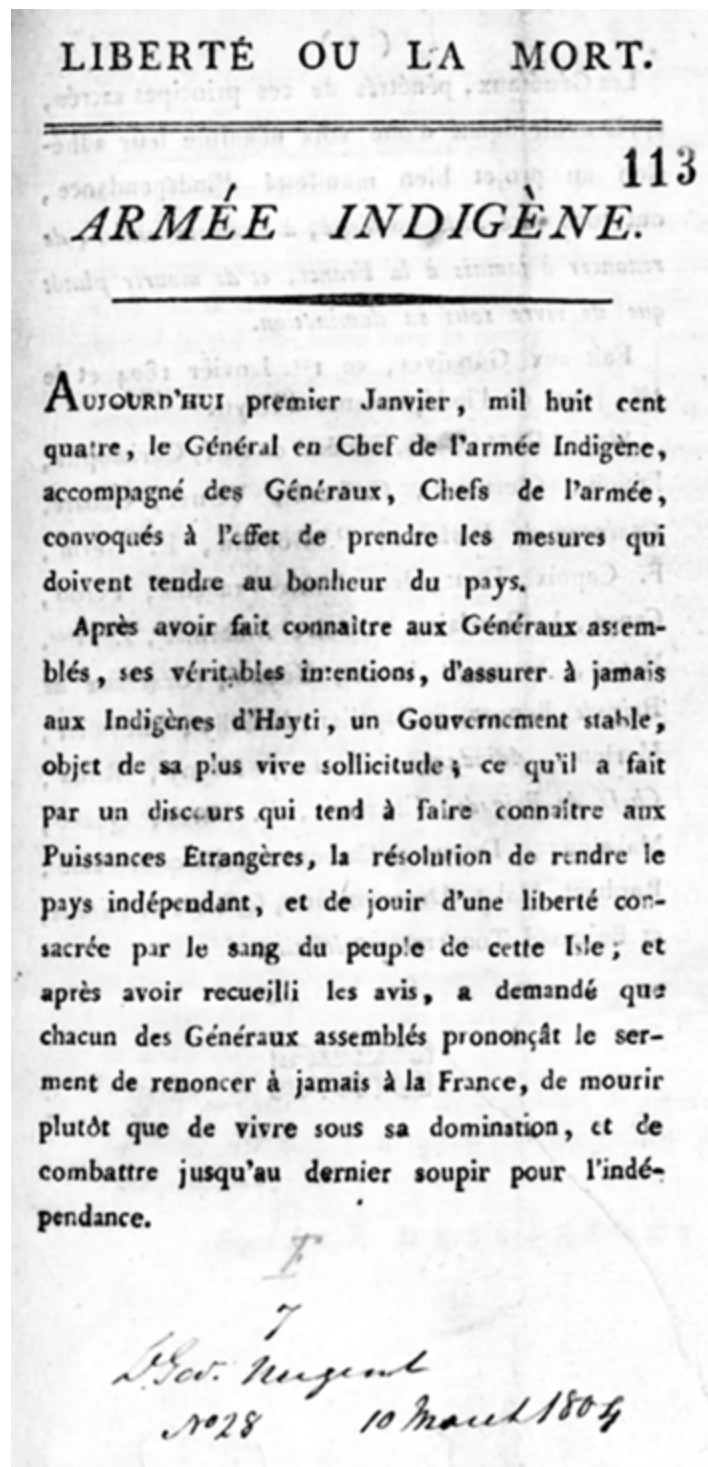 LIBERTÉ OU LA MORT.
113
ARMÉE INDIGÈNE.
AUJOURD'HUI premier Janvier, mil huit cent
quatre, le Général en Chef de l'armée Indigène,
accompagné des Généraux, Chefs de l'armée,
convoqués à l'effet de prendre les mesures qui
doivent tendre au bonheur du pays.
Après avoir fait connaître aux Généraux assem-
blés, ses véritables intentions, d'assurer à jamais
aux Indigènes d'Hayti, un Gouvernement stable,
objet de sa plus vive sollicitude; ce qu'il a fait
par un discours qui tend à faire connaître aux
Puissances Etrangères, la résolution de rendre le
pays indépendant, et de jouir d'une liberté con-
sacrée par le sang du peuple de cette Isle; et
après avoir recueilli les avis, a demandé que
chacun des Généraux assemblés prononçât le ser-
ment de renoncer à jamais à la France, de mourir
plutôt que de vivre sous sa domination, et de
combattre jusqu'au dernier soupir pour l'indé-
pendance.
Gov. Nugent
No 28 10 March 1804